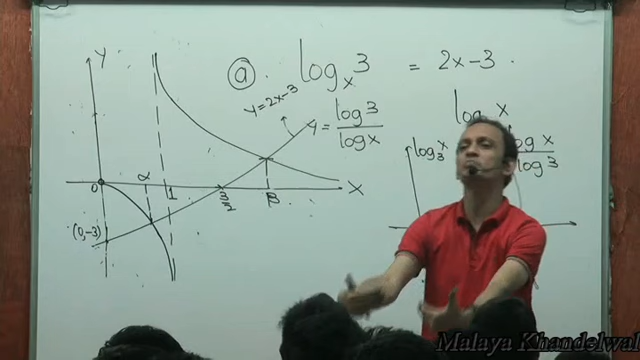 Y
(a). log_x 3 = 2x-3.
y=2x-3
y = log 3 / log x
log x
log_3 x
log x / log 3
0 α 1 3/2 β X
(0,-3)
Malaya Khandelwal